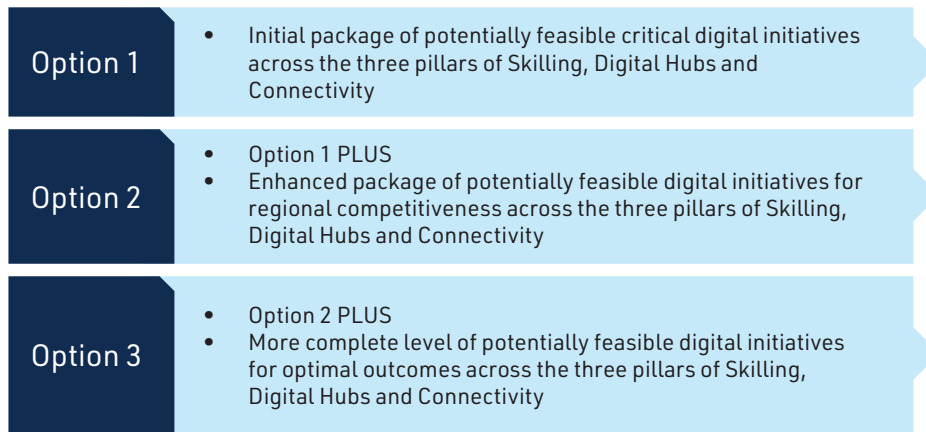 Option 1
• Initial package of potentially feasible critical digital initiatives
across the three pillars of Skilling, Digital Hubs and
Connectivity
Option 2
• Option 1 PLUS
• Enhanced package of potentially feasible digital initiatives for
regional competitiveness across the three pillars of Skilling,
Digital Hubs and Connectivity
Option 3
• Option 2 PLUS
• More complete level of potentially feasible digital initiatives
for optimal outcomes across the three pillars of Skilling,
Digital Hubs and Connectivity